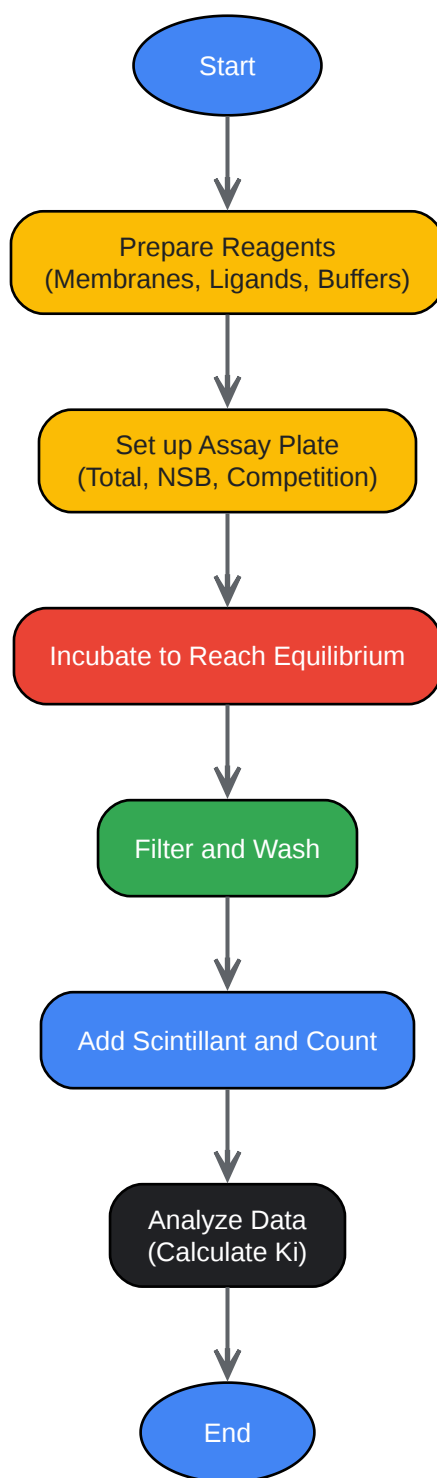 Start
Prepare Reagents
(Membranes, Ligands, Buffers)
Set up Assay Plate
(Total, NSB, Competition)
Incubate to Reach Equilibrium
Filter and Wash
Add Scintillant and Count
Analyze Data
(Calculate Ki)
End